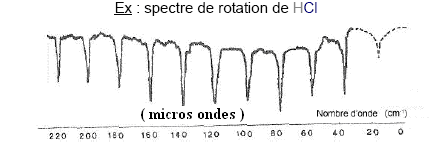 Ex : spectre de rotation de HCl
( micros ondes )
Nombre d'onde (cm⁻¹)
220 200 180 160 140 120 100 80 60 40 20 0